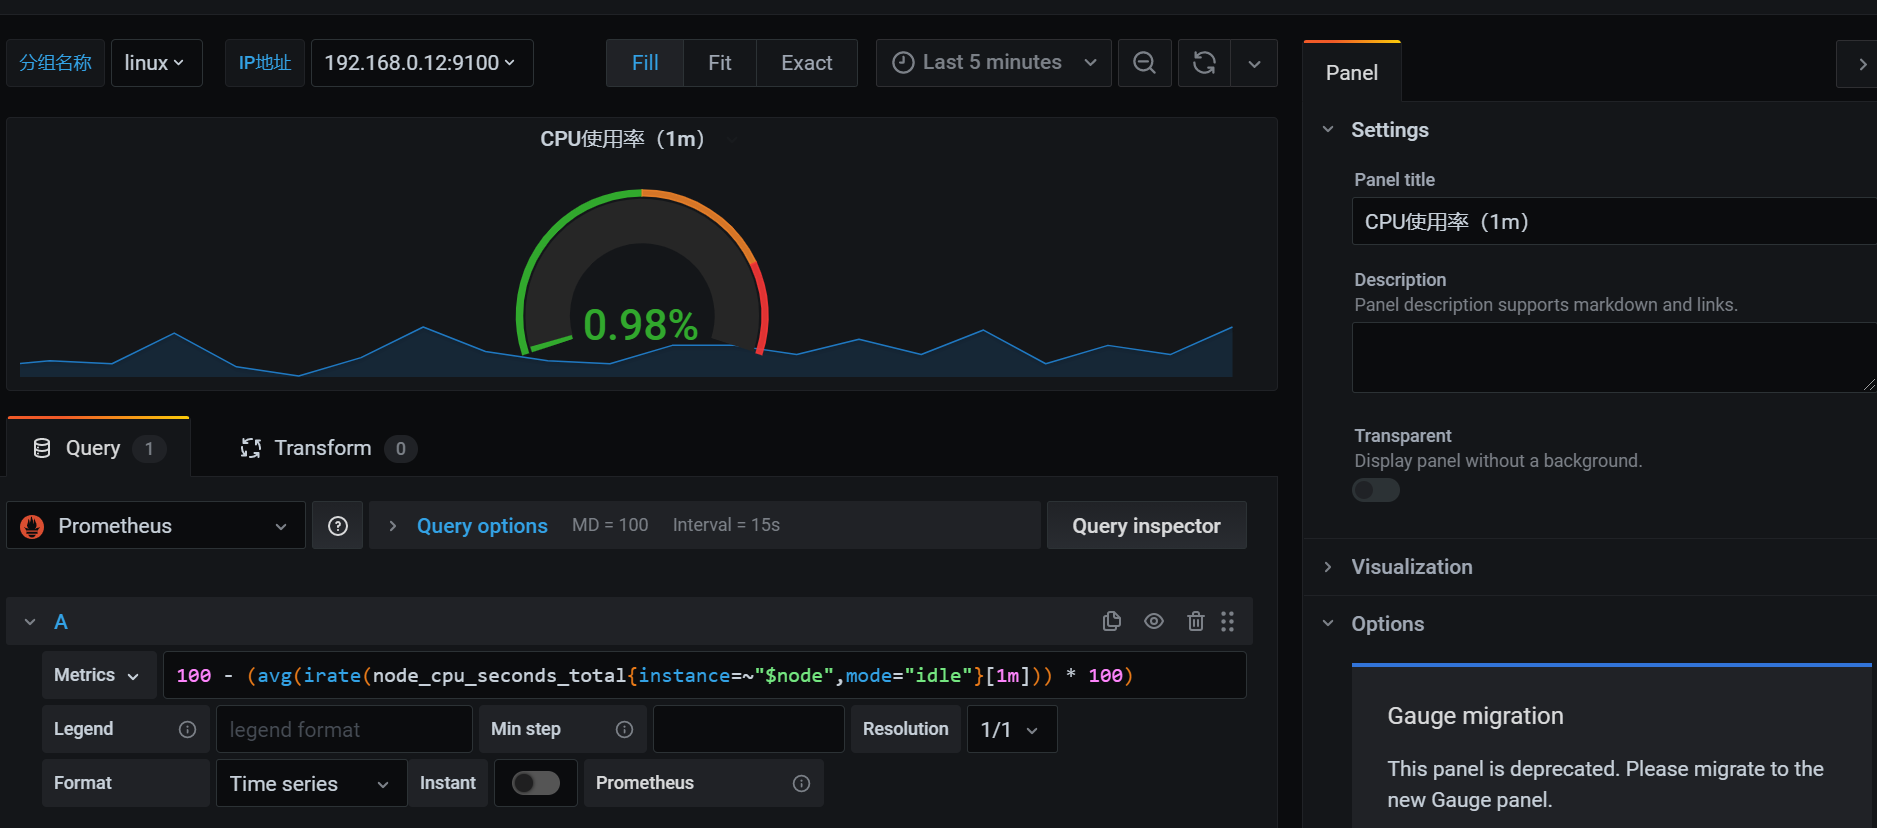 分组名称 linux IP地址 192.168.0.12:9100 Fill Fit Exact Last 5 minutes
CPU使用率（1m）
0.98%
Query 1 Transform 0
Prometheus Query options MD = 100 Interval = 15s Query inspector
A
Metrics 100 - (avg(irate(node_cpu_seconds_total{instance=~"$node",mode="idle"}[1m])) * 100)
Legend legend format Min step Resolution 1/1
Format Time series Instant Prometheus
Panel
Settings
Panel title
CPU使用率（1m）
Description
Panel description supports markdown and links.
Transparent
Display panel without a background.
Visualization
Options
Gauge migration
This panel is deprecated. Please migrate to the
new Gauge panel.